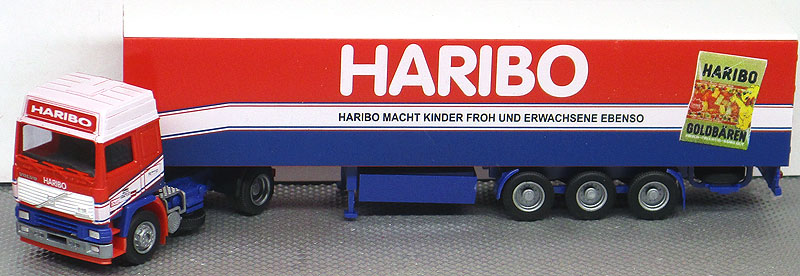 HARIBO
HARIBO MACHT KINDER FROH UND ERWACHSENE EBENSO
HARIBO
GOLDBÄREN
HARIBO
HARIBO